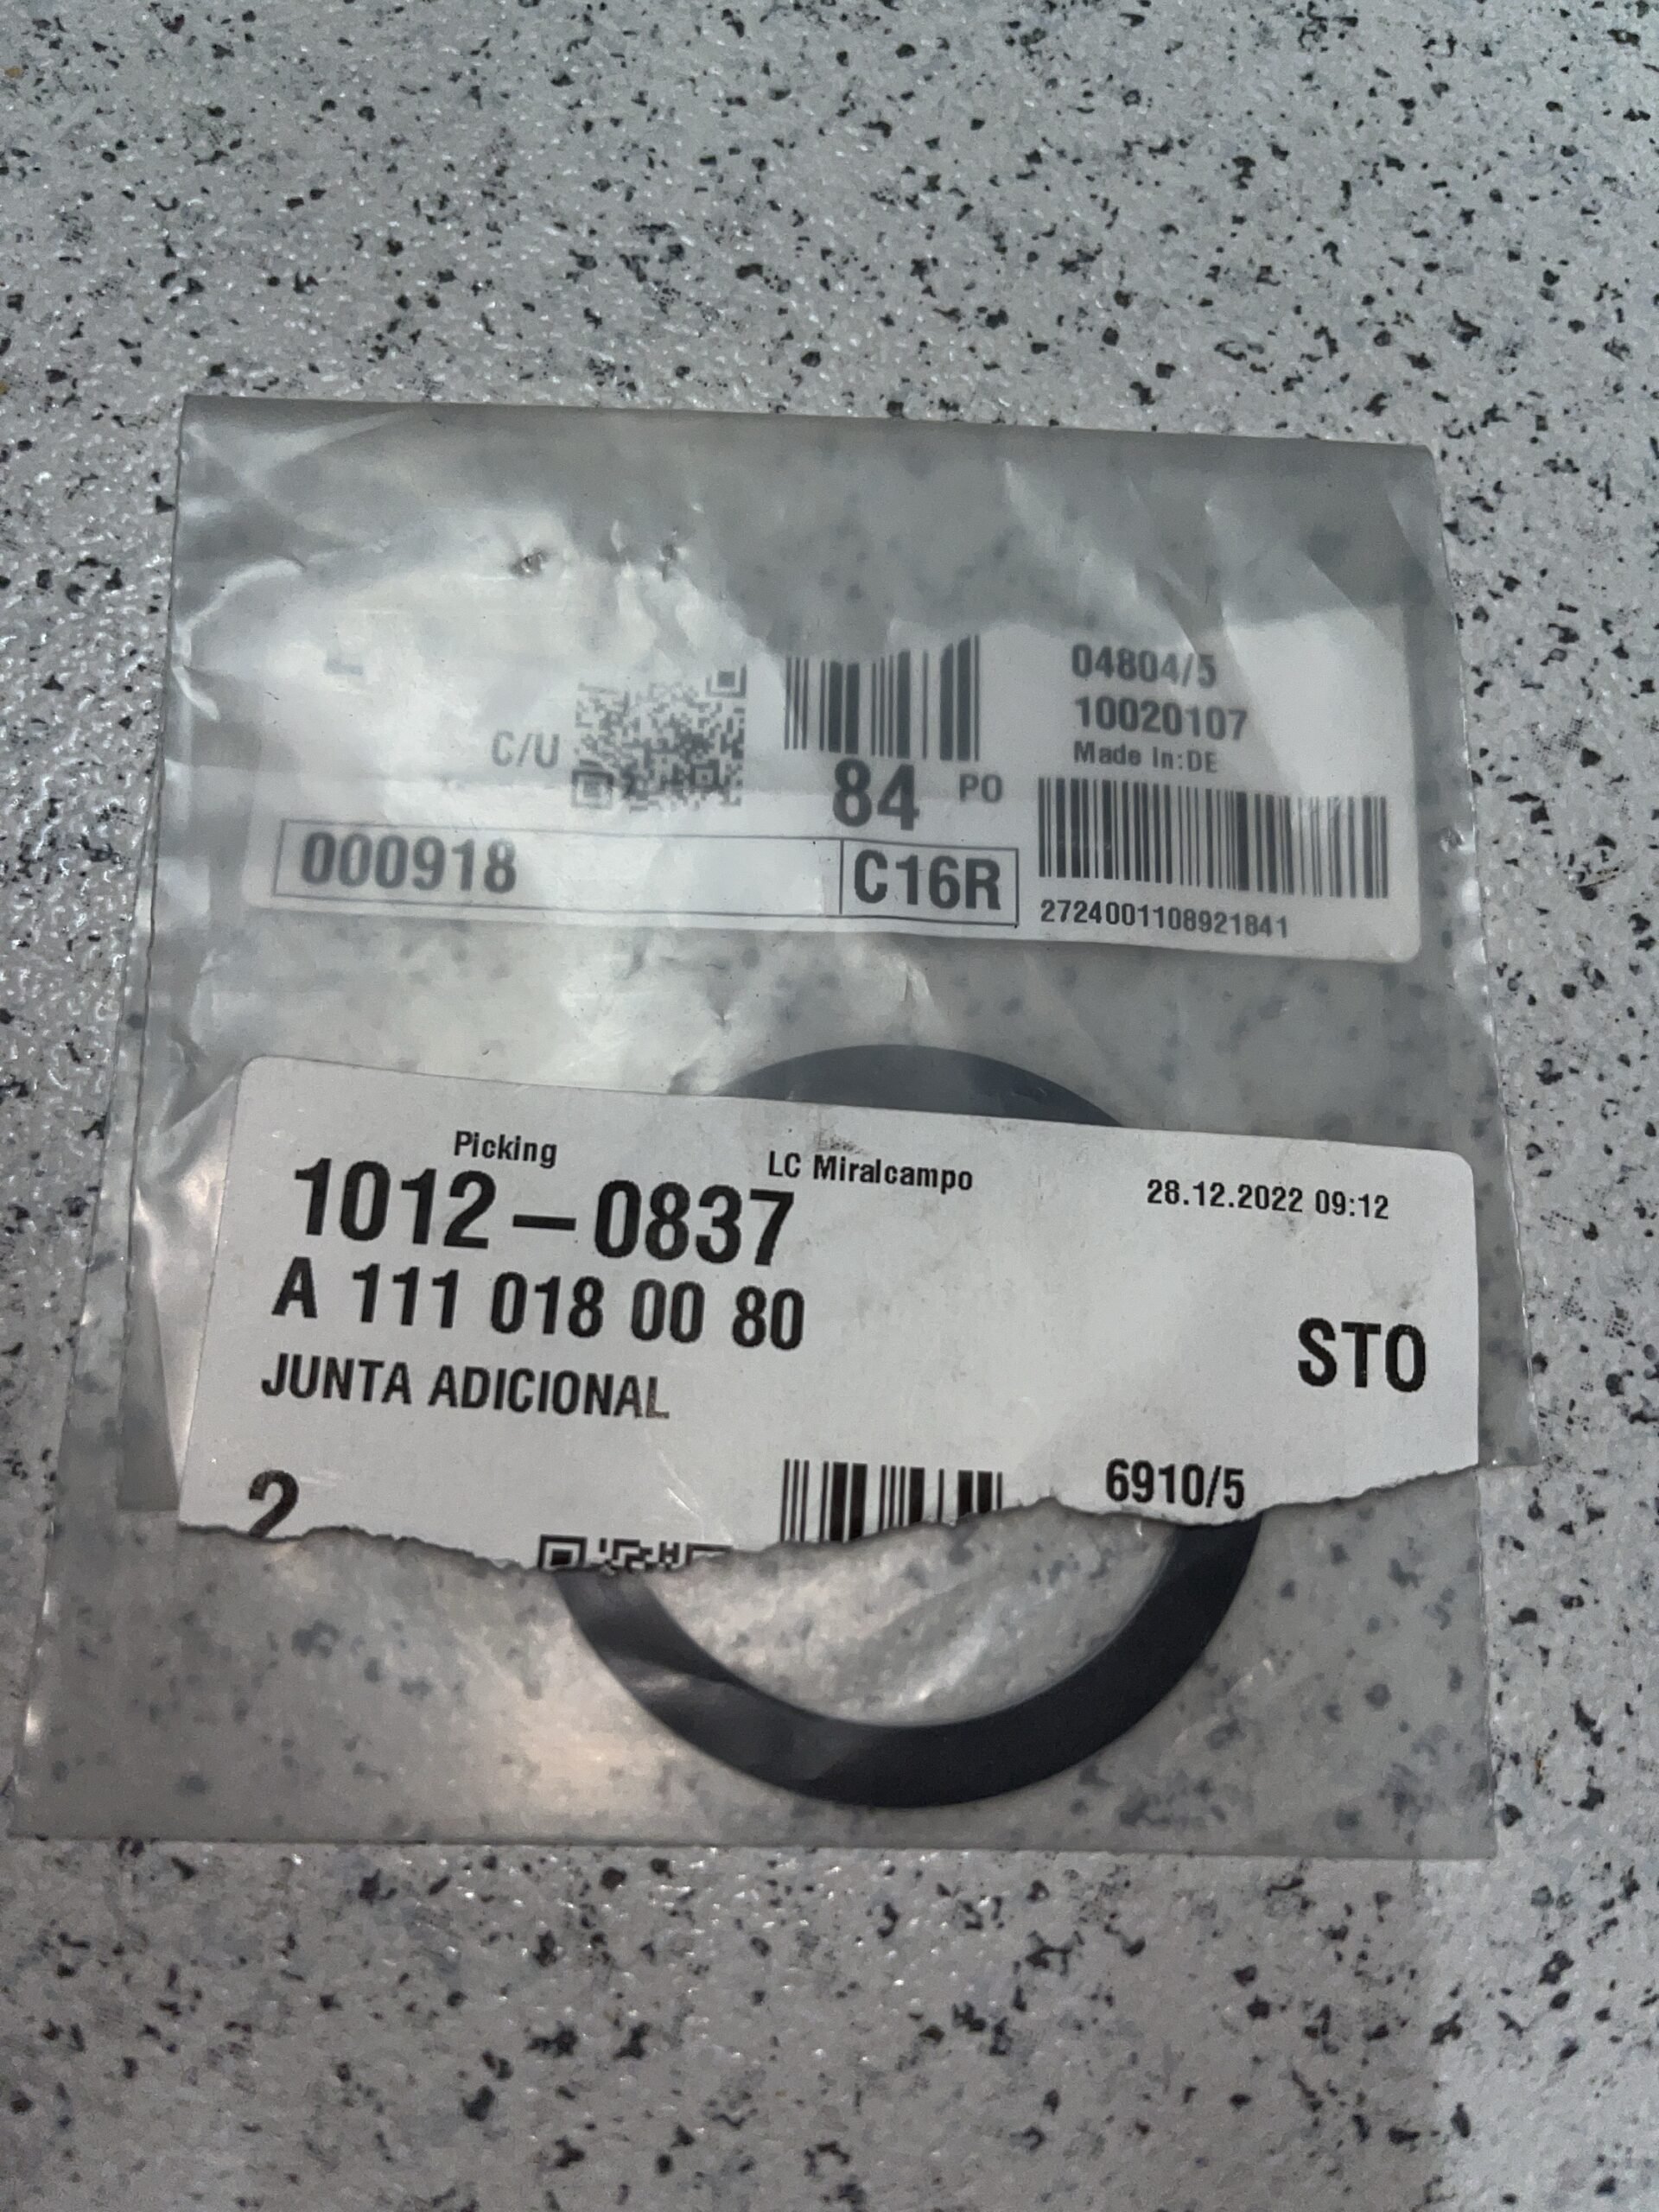 04804/5
10020107
Made In:DE
C/U
84 PO
000918 C16R
2724001108921841
Picking LC Miralcampo 28.12.2022 09:12
1012-0837
A 111 018 00 80
STO
JUNTA ADICIONAL
2 6910/5